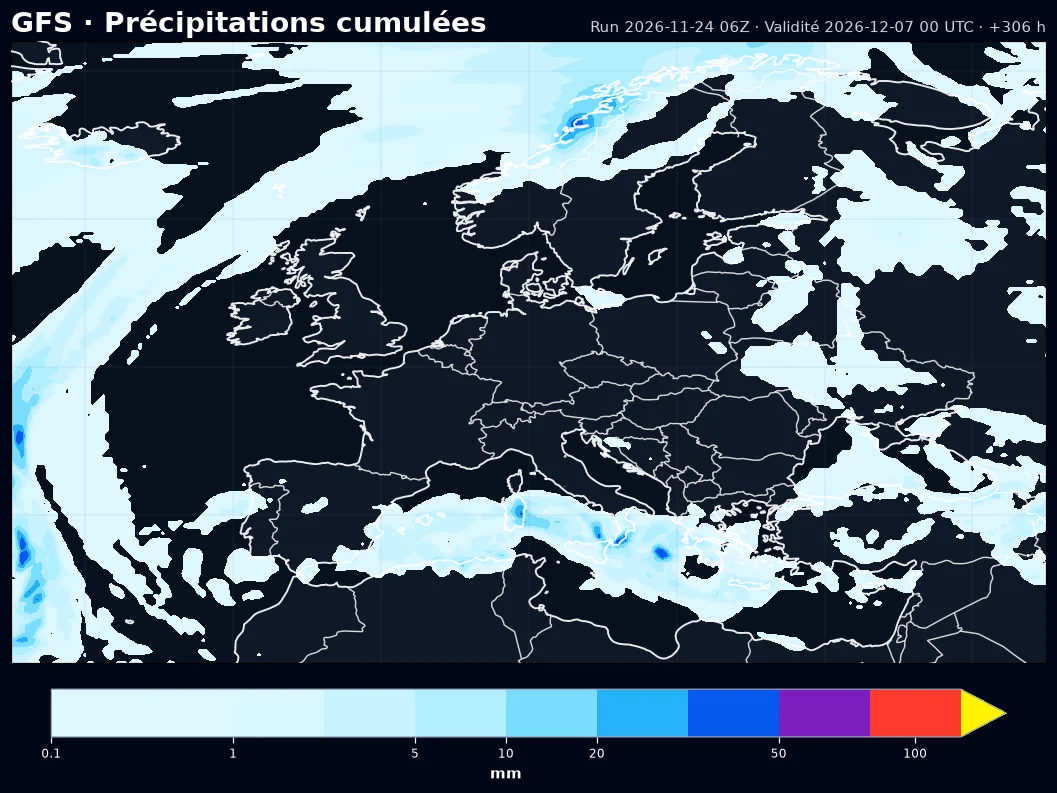 GFS · Précipitations cumulées
Run 2026-11-24 06Z · Validité 2026-12-07 00 UTC · +306 h
0.1 1 5 10 20 50 100
mm